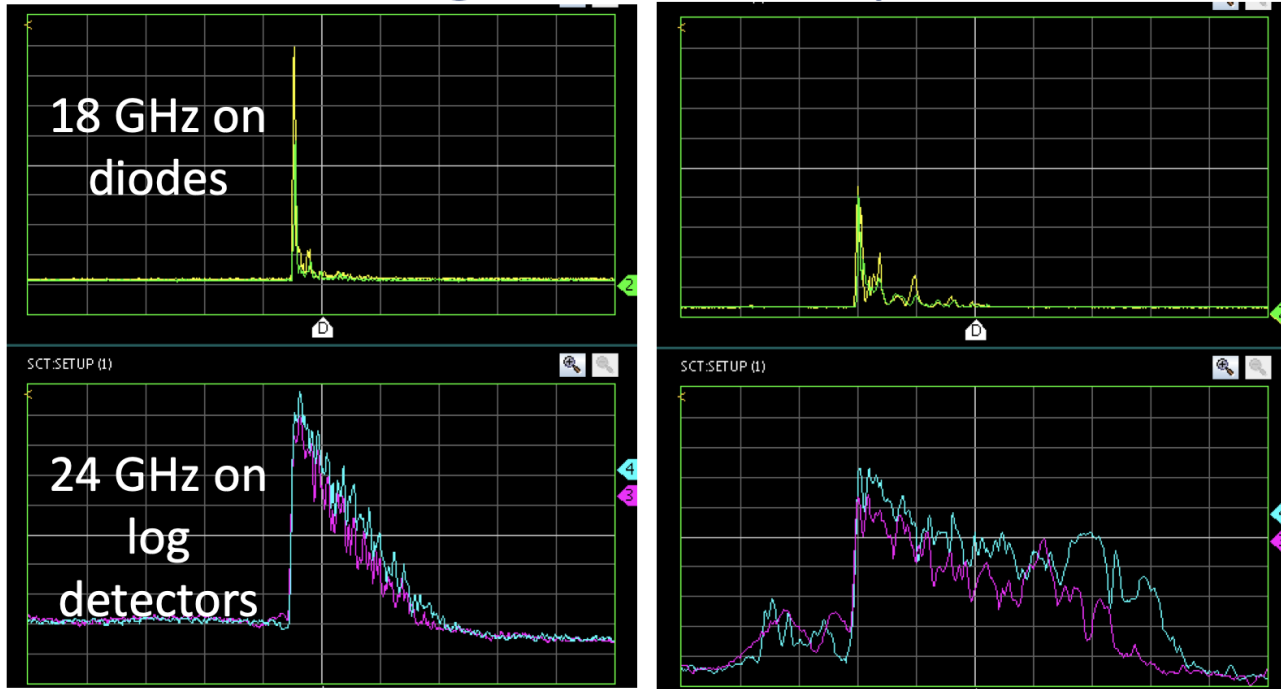 18 GHz on
diodes
2
D
D
SCT:SETUP (1)
SCT:SETUP (1)
24 GHz on
log
detectors
4
3